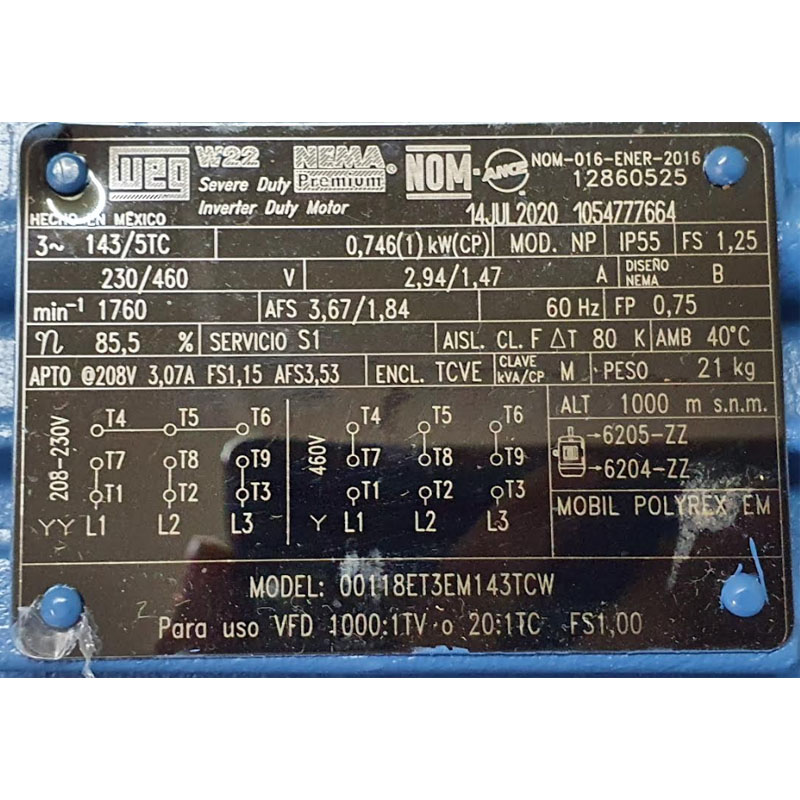 WEG W22 NEMA Premium® NOM-ANCE NOM-016-ENER-2016
Severe Duty 12860525
HECHO EN MÉXICO Inverter Duty Motor 14JUL2020 1054777664
3~ 143/5TC 0,746(1) kW(CP) MOD. NP IP55 FS 1,25
230/460 V 2,94/1,47 A DISEÑO NEMA B
min-1 1760 AFS 3,67/1,84 60 Hz FP 0,75
η 85,5 % SERVICIO S1 AISL. CL. F ΔT 80 K AMB 40°C
APTO @208V 3,07A FS1,15 AFS3,53 ENCL. TCVE CLAVE kVA/CP M PESO 21 kg
208-230V
T4 T5 T6
T7 T8 T9
T1 T2 T3
YY L1 L2 L3
460V
T4 T5 T6
T7 T8 T9
T1 T2 T3
Y L1 L2 L3
ALT 1000 m s.n.m.
6205-ZZ
6204-ZZ
MOBIL POLYREX EM
MODEL: 00118ET3EM143TCW
Para uso VFD 1000:1TV o 20:1TC FS1,00